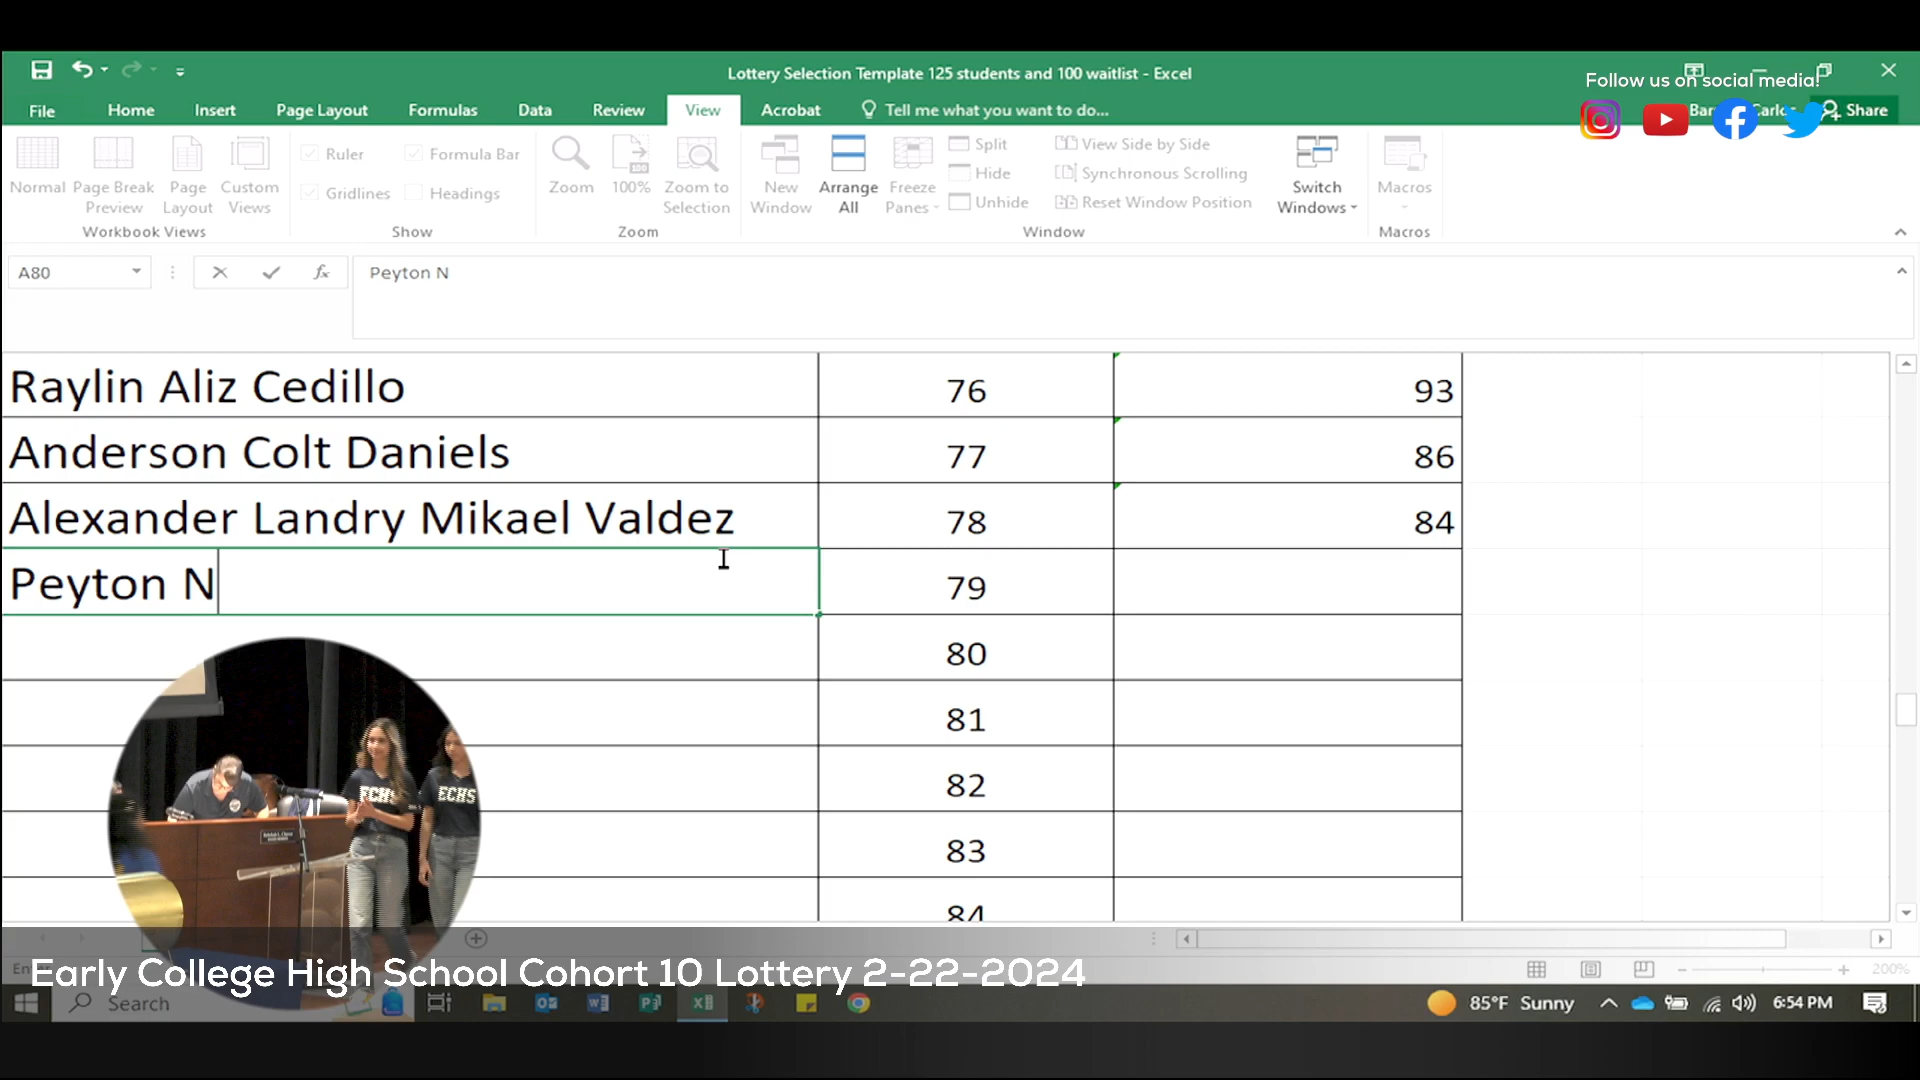 Lottery Selection Template 125 students and 100 waitlist - Excel
Follow us on social media!
File Home Insert Page Layout Formulas Data Review View Acrobat Tell me what you want to do... Share
Normal Page Break Preview Page Layout Custom Views
Workbook Views
Ruler Formula Bar
Gridlines Headings
Show
Zoom 100% Zoom to Selection
Zoom
New Window Arrange All Freeze Panes
Split View Side by Side
Hide Synchronous Scrolling
Unhide Reset Window Position
Switch Windows
Window
Macros
Macros
A80 fx Peyton N
Raylin Aliz Cedillo 76 93
Anderson Colt Daniels 77 86
Alexander Landry Mikael Valdez 78 84
Peyton N 79
80
81
82
83
84
ECHS ECHS
Early College High School Cohort 10 Lottery 2-22-2024
200%
Search
85°F Sunny 6:54 PM